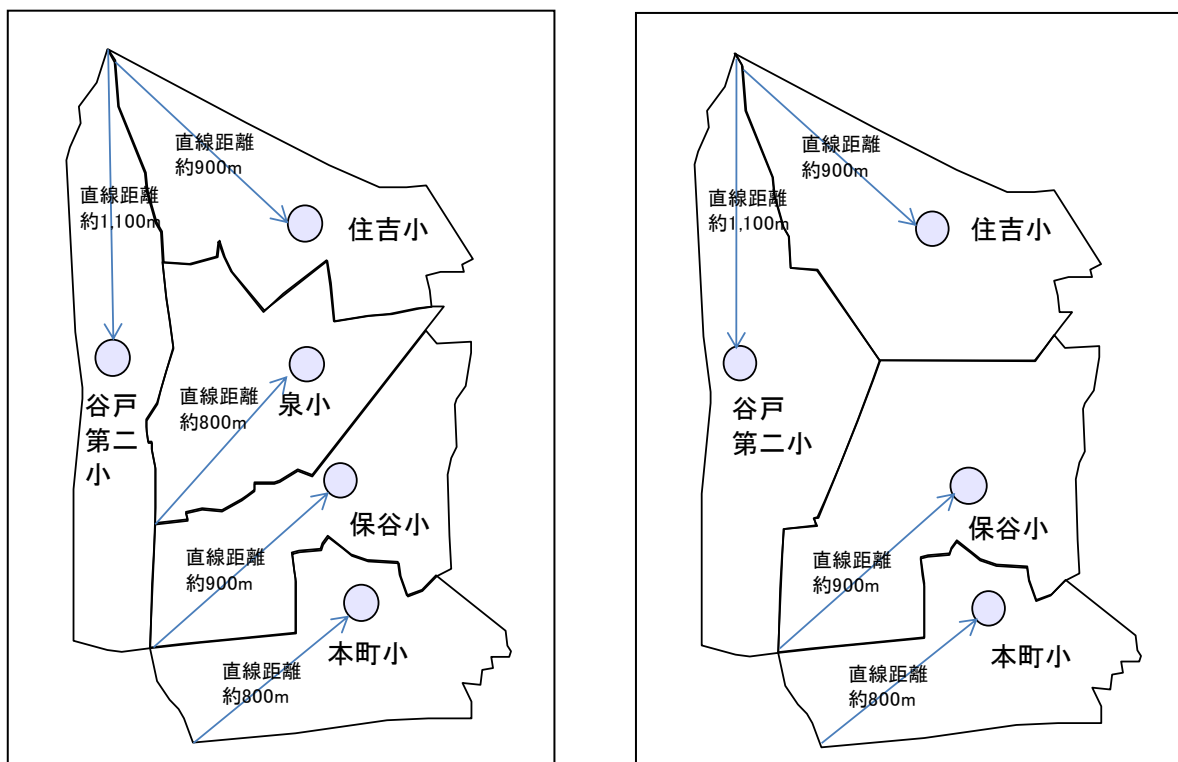 直線距離
約900m
直線距離
約1,100m
住吉小
谷戸
第二
小
直線距離
約800m
泉小
保谷小
直線距離
約900m
本町小
直線距離
約800m
直線距離
約900m
直線距離
約1,100m
住吉小
谷戸
第二小
保谷小
直線距離
約900m
本町小
直線距離
約800m